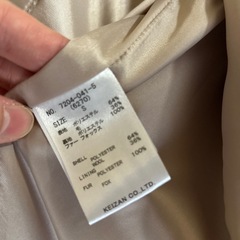 NO. 7204-041-S
(6270)
SIZE S
表地 ポリエステル 64%
毛 36%
裏地 ポリエステル 100%
ファー フォックス
SHELL POLYESTER 64%
WOOL 36%
LINING POLYESTER 100%
FUR FOX
KEIZAN CO.,LTD